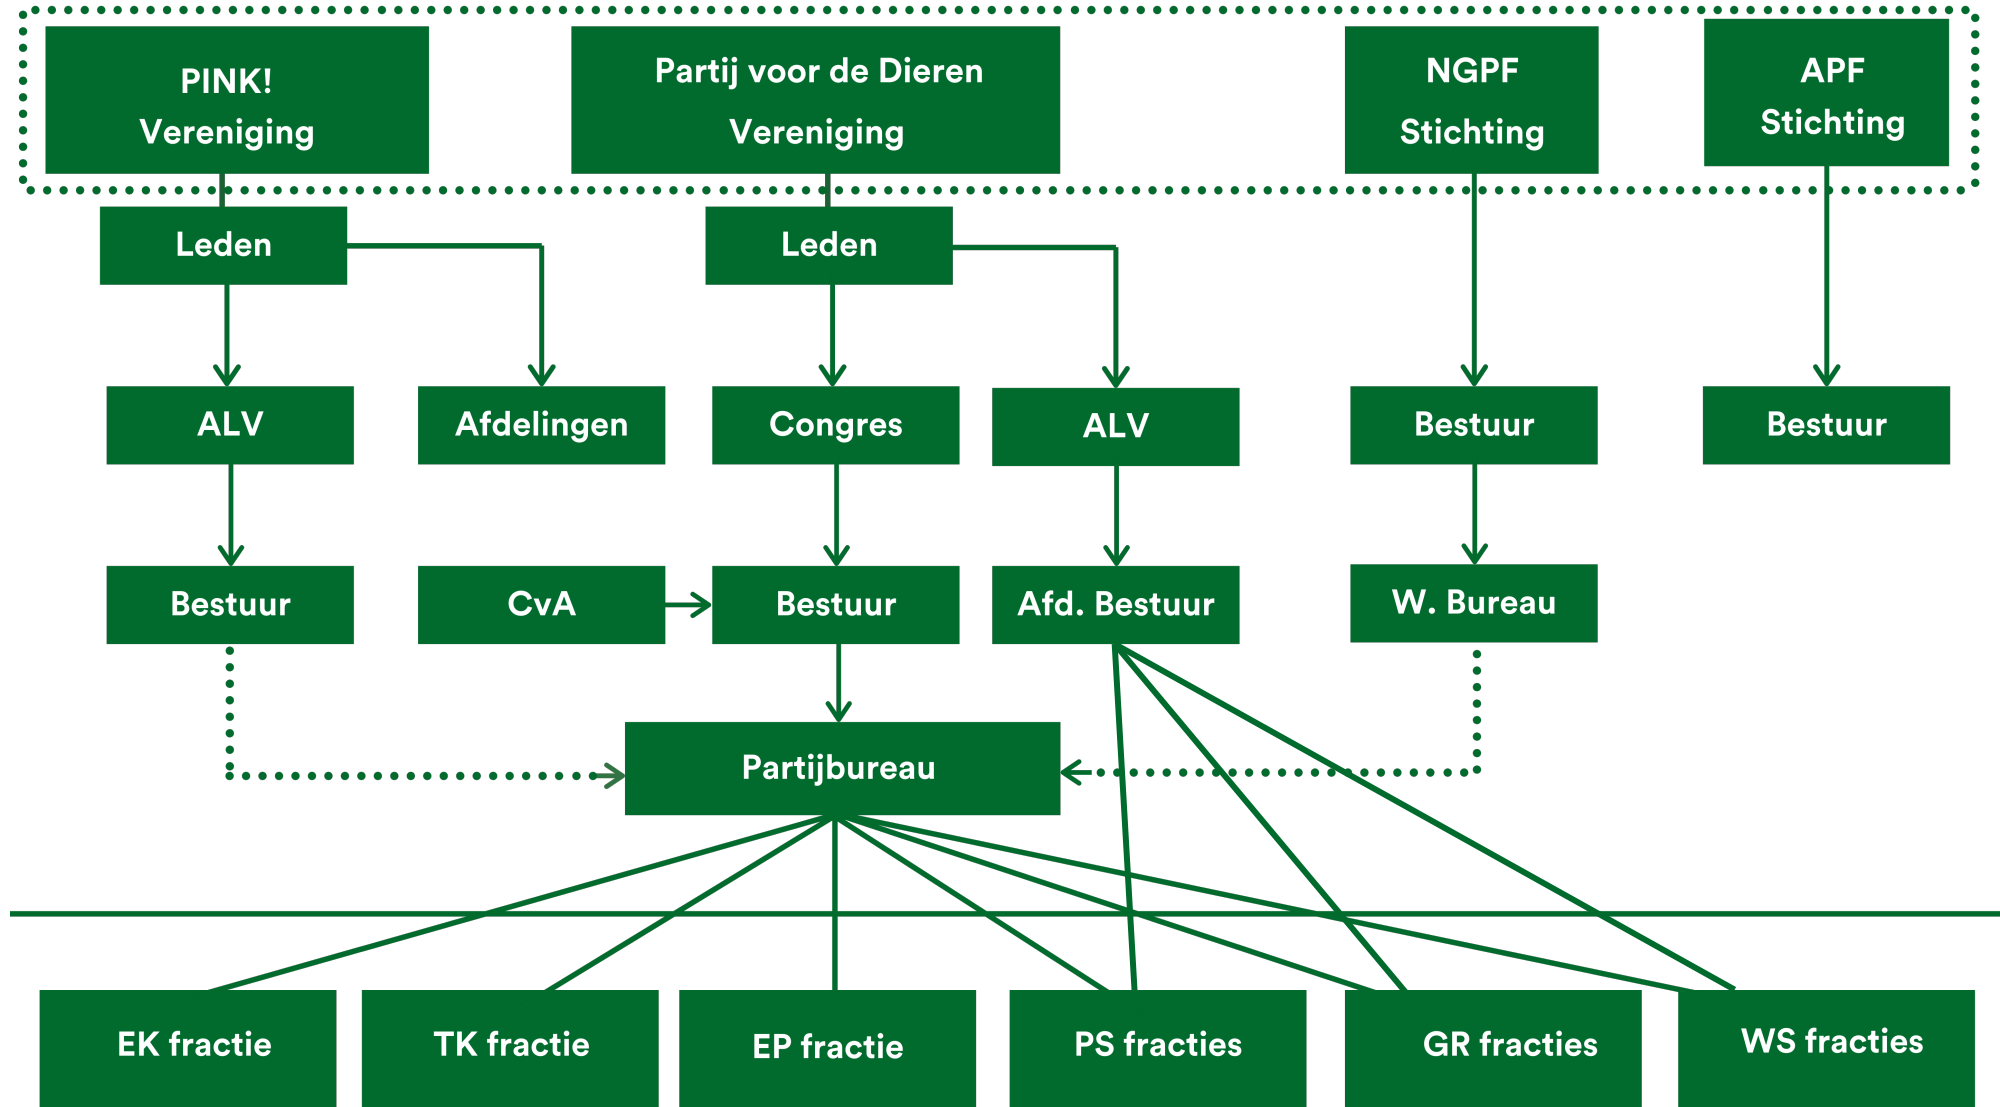 PINK!
Vereniging
Partij voor de Dieren
Vereniging
NGPF
Stichting
APF
Stichting
Leden
Leden
ALV
Afdelingen
Congres
ALV
Bestuur
Bestuur
Bestuur
CvA
Bestuur
Afd. Bestuur
W. Bureau
Partijbureau
EK fractie
TK fractie
EP fractie
PS fracties
GR fracties
WS fracties